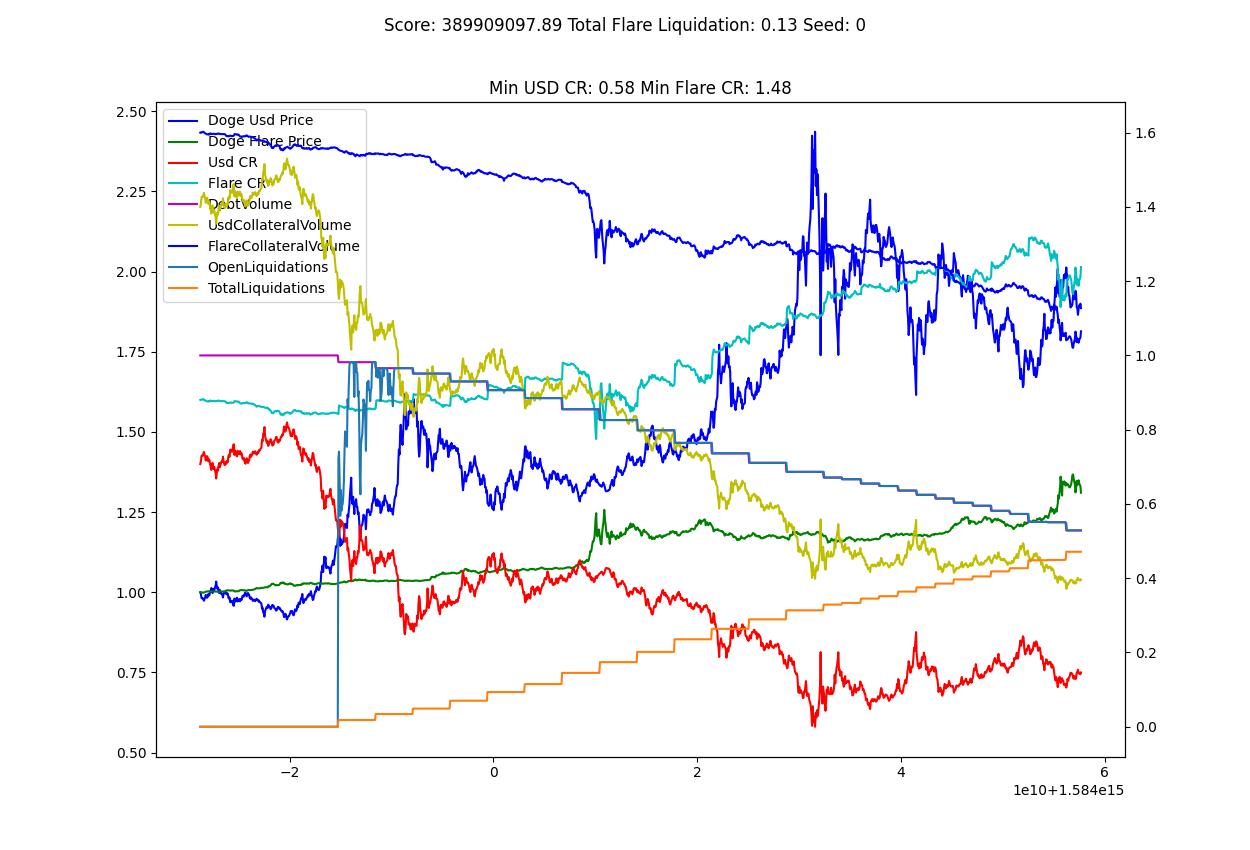 Score: 389909097.89 Total Flare Liquidation: 0.13 Seed: 0
Min USD CR: 0.58 Min Flare CR: 1.48
Doge Usd Price
Doge Flare Price
Usd CR
Flare CR
DebtVolume
UsdCollateralVolume
FlareCollateralVolume
OpenLiquidations
TotalLiquidations
2.50
2.25
2.00
1.75
1.50
1.25
1.00
0.75
0.50
1.6
1.4
1.2
1.0
0.8
0.6
0.4
0.2
0.0
−2
0
2
4
6
1e10+1.584e15